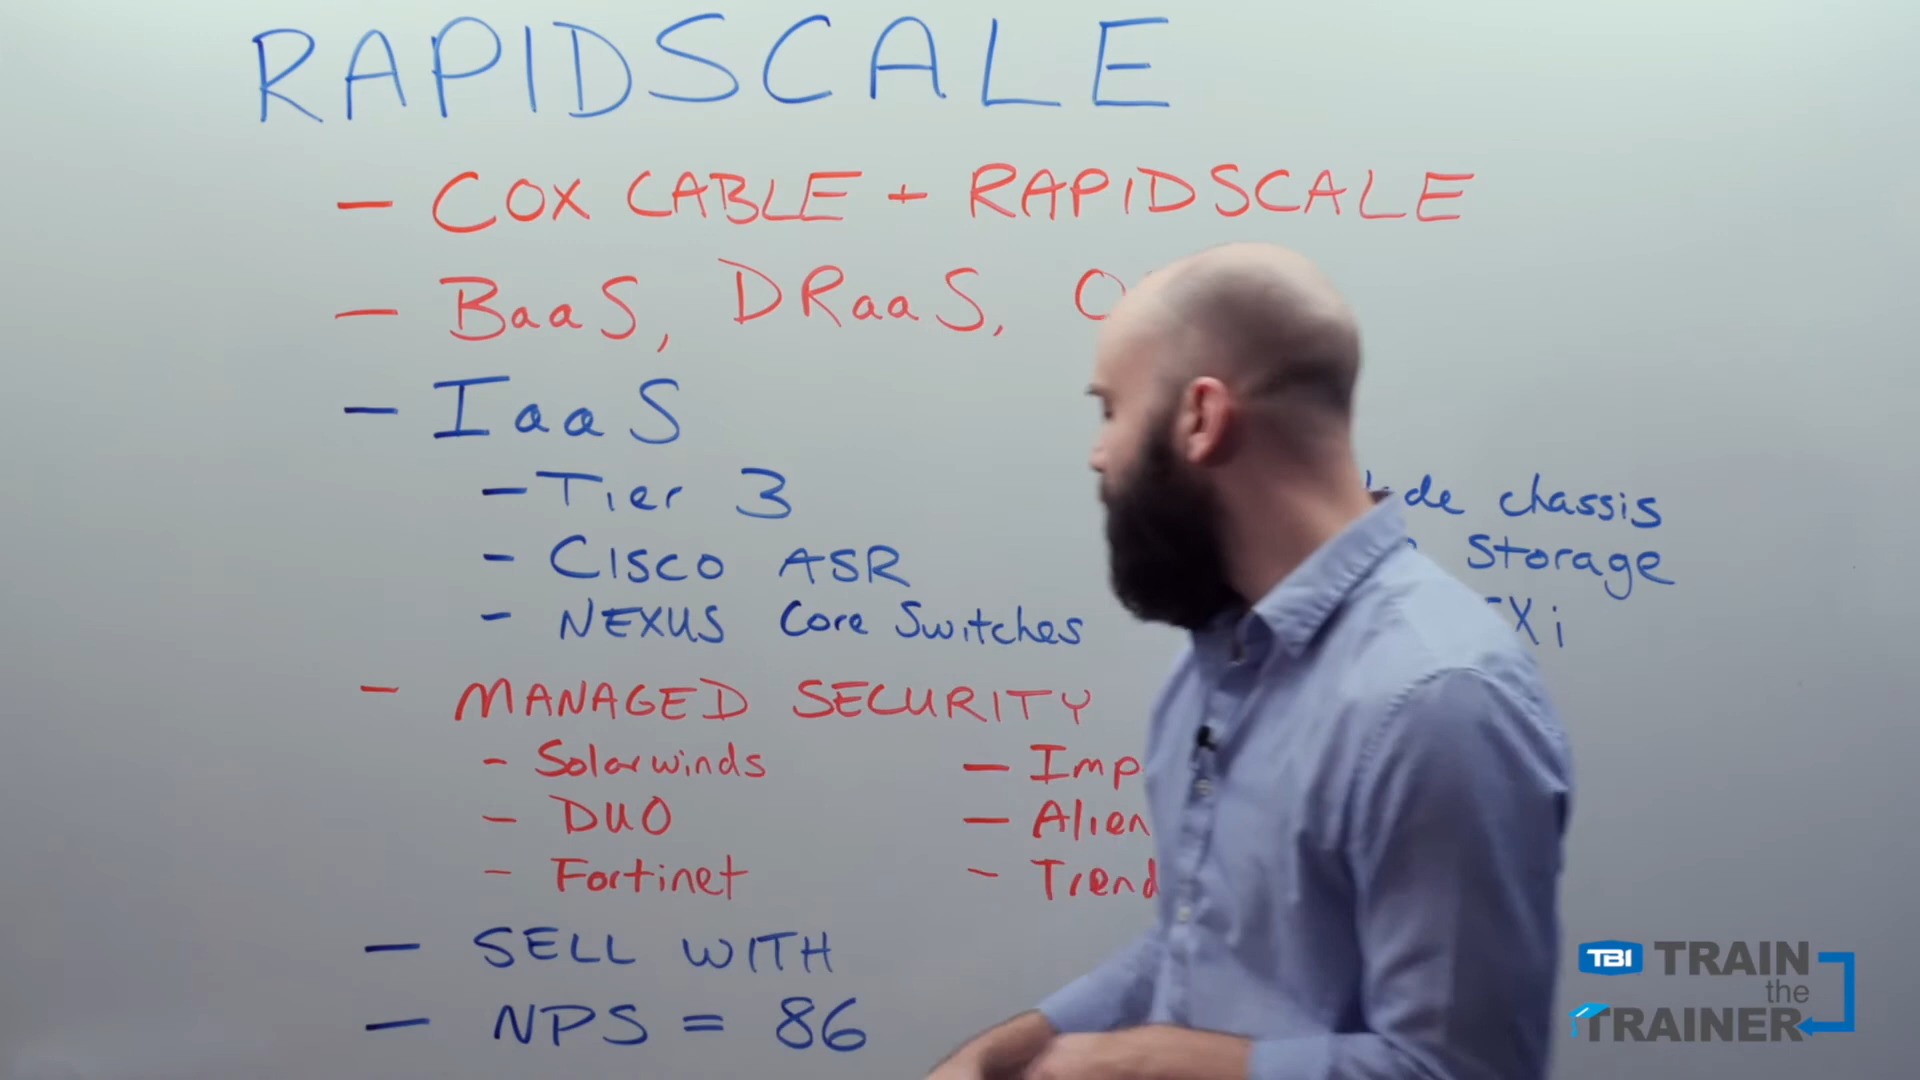 RAPIDSCALE
- COX CABLE + RAPIDSCALE
- BaaS, DRaaS,
- IaaS
- Tier 3
chassis
- CISCO ASR
Storage
- NEXUS Core Switches
- MANAGED SECURITY
- Solarwinds
- DUO
- Fortinet
- Trend
- SELL WITH
- NPS = 86
TBI TRAIN
the
TRAINER